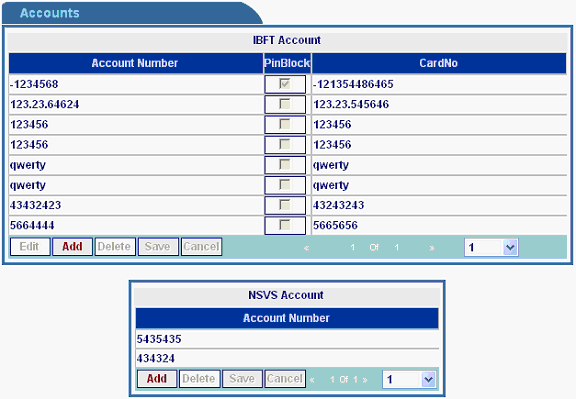 Accounts
IBFT Account
Account Number PinBlock CardNo
-1234568 -121354486465
123.23.64624 123.23.545646
123456 123456
123456 123456
qwerty qwerty
qwerty qwerty
43432423 43243243
5664444 5665656
Edit Add Delete Save Cancel « 1 Of 1 » 1
NSVS Account
Account Number
5435435
434324
Add Delete Save Cancel « 1 Of 1 » 1